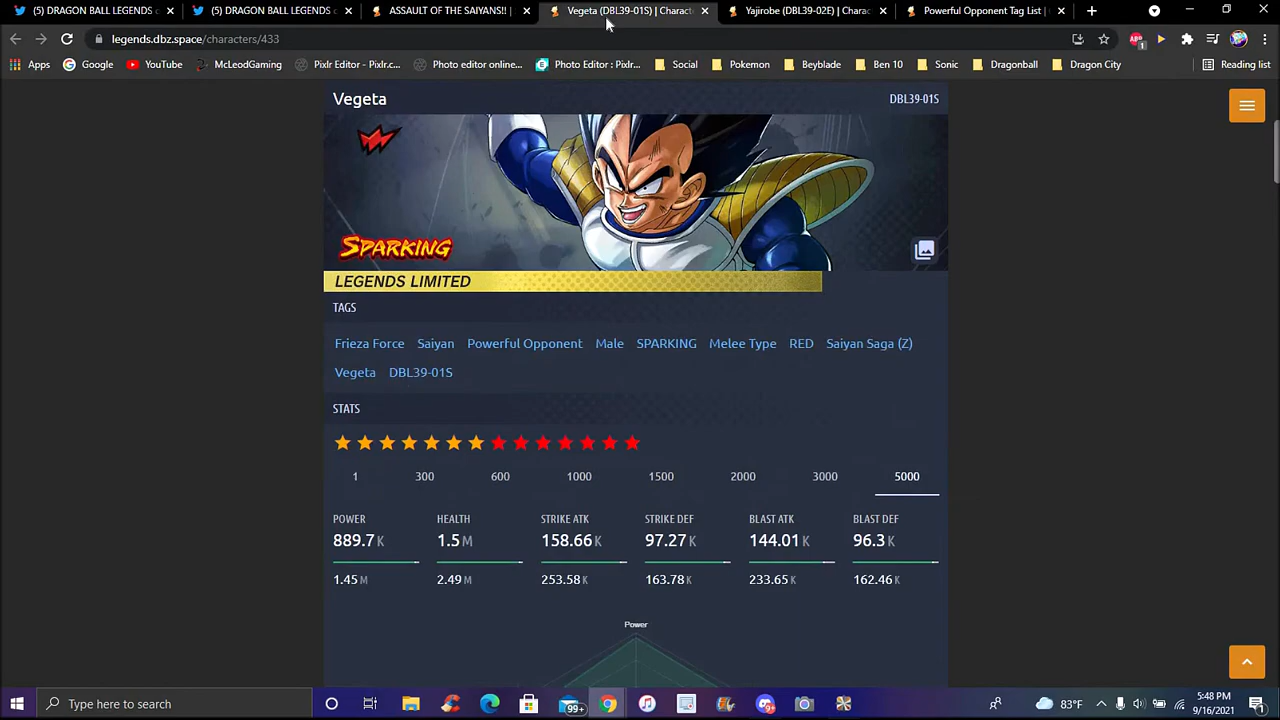 (5) DRAGON BALL LEGENDS c
(5) DRAGON BALL LEGENDS c
ASSAULT OF THE SAIYANS!! |
Vegeta (DBL39-01S) | Characte
Yajirobe (DBL39-02E) | Charac
Powerful Opponent Tag List |
legends.dbz.space/characters/433
1
Apps
Google
YouTube
McLeodGaming
Pixlr Editor - Pixlr.c...
Photo editor online...
Photo Editor : Pixlr...
Social
Pokemon
Beyblade
Ben 10
Sonic
Dragonball
Dragon City
Reading list
Vegeta
DBL39-01S
SPARKING
LEGENDS LIMITED
TAGS
Frieza Force Saiyan Powerful Opponent Male SPARKING Melee Type RED Saiyan Saga (Z)
Vegeta DBL39-01S
STATS
1 300 600 1000 1500 2000 3000 5000
POWER HEALTH STRIKE ATK STRIKE DEF BLAST ATK BLAST DEF
889.7 K 1.5 M 158.66 K 97.27 K 144.01 K 96.3 K
1.45 M 2.49 M 253.58 K 163.78 K 233.65 K 162.46 K
Power
Type here to search
99+
83°F
5:48 PM
9/16/2021
1